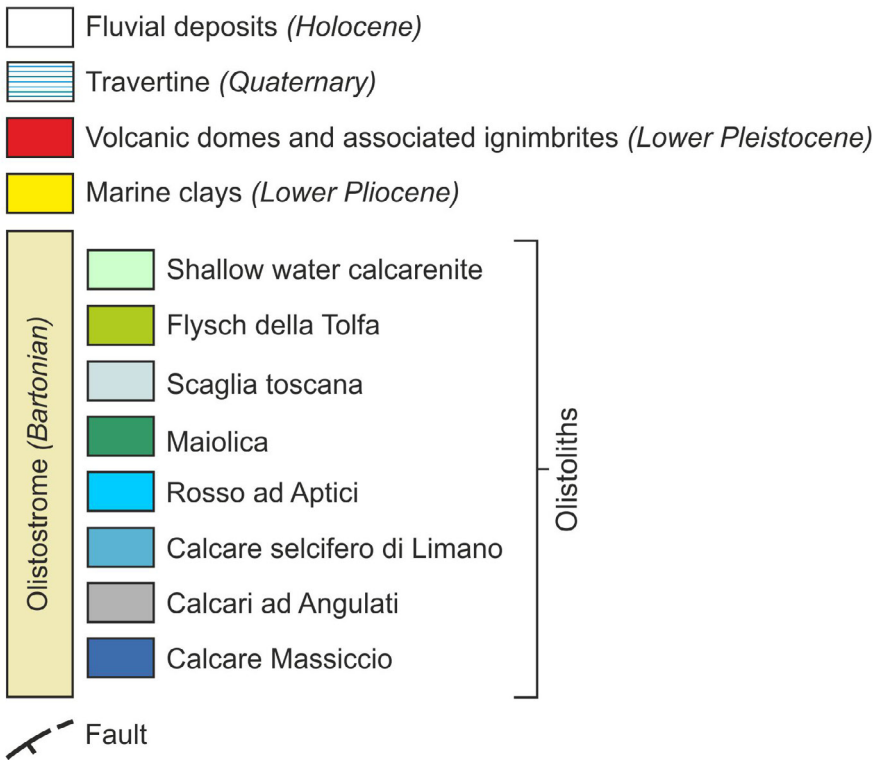 Fluvial deposits (Holocene)
Travertine (Quaternary)
Volcanic domes and associated ignimbrites (Lower Pleistocene)
Marine clays (Lower Pliocene)
Olistostrome (Bartonian)
Shallow water calcarenite
Flysch della Tolfa
Scaglia toscana
Maiolica
Rosso ad Aptici
Calcare selcifero di Limano
Calcari ad Angulati
Calcare Massiccio
Olistoliths
Fault